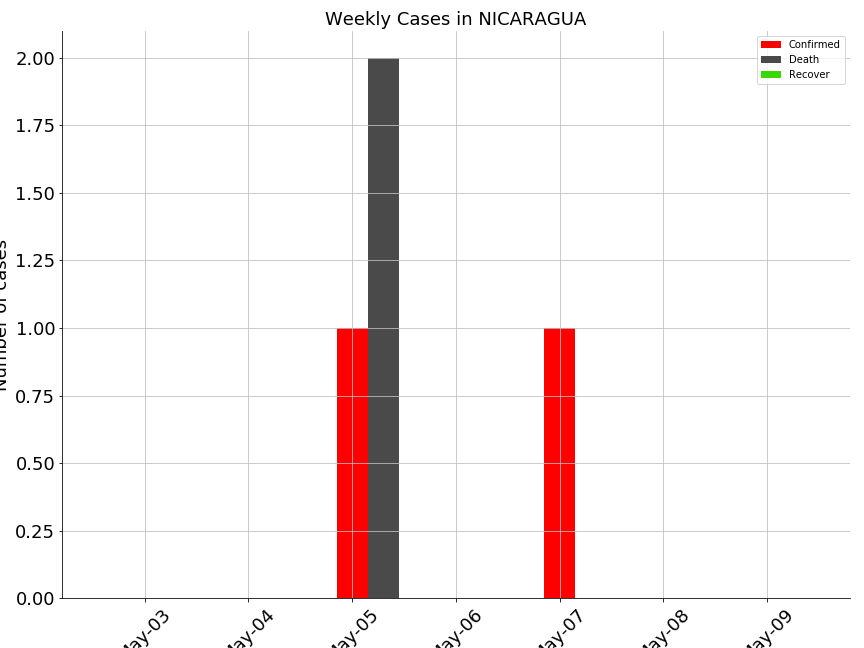 Weekly Cases in NICARAGUA
Confirmed
Death
Recover
2.00
1.75
1.50
1.25
1.00
0.75
0.50
0.25
0.00
Number of cases
May-03
May-04
May-05
May-06
May-07
May-08
May-09